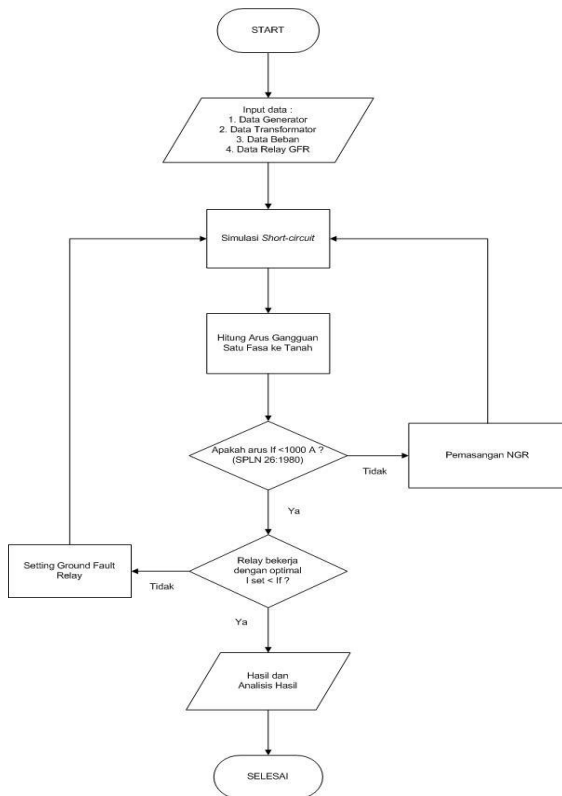 START
Input data :
1. Data Generator
2. Data Transformator
3. Data Beban
4. Data Relay GFR
Simulasi Short-circuit
Hitung Arus Gangguan
Satu Fasa ke Tanah
Apakah arus If <1000 A ?
(SPLN 26:1980)
Tidak
Pemasangan NGR
Ya
Relay bekerja
dengan optimal
I set < If ?
Tidak
Setting Ground Fault
Relay
Ya
Hasil dan
Analisis Hasil
SELESAI